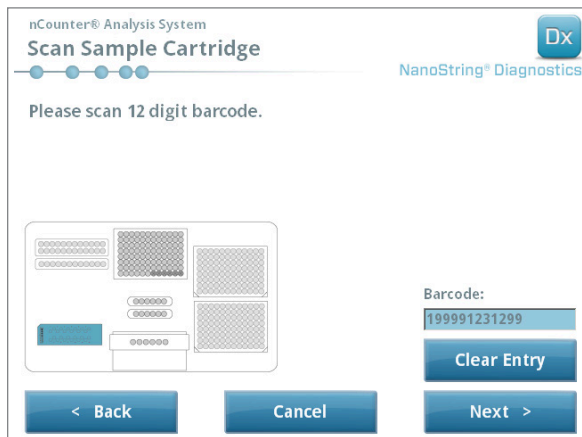 nCounter® Analysis System
Scan Sample Cartridge
Dx
NanoString® Diagnostics
Please scan 12 digit barcode.
Barcode:
199991231299
Clear Entry
< Back
Cancel
Next >